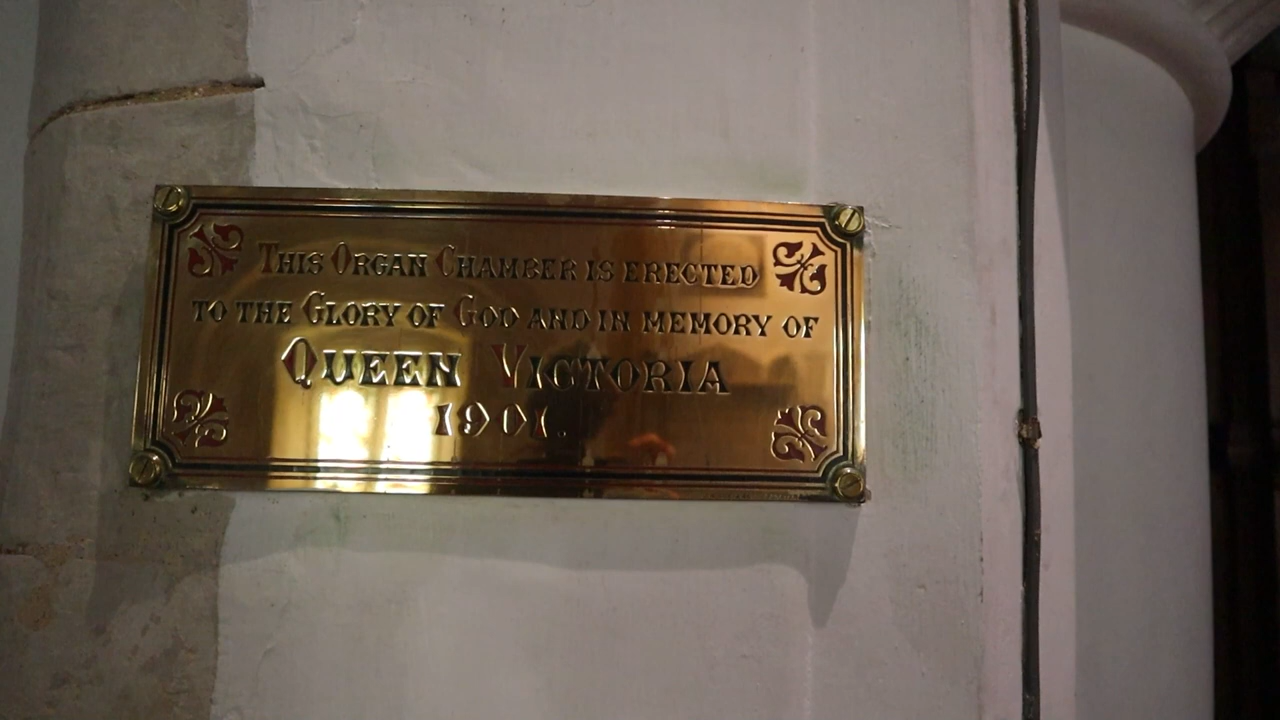 This Organ Chamber is erected
to the Glory of God and in memory of
Queen Victoria
1901.